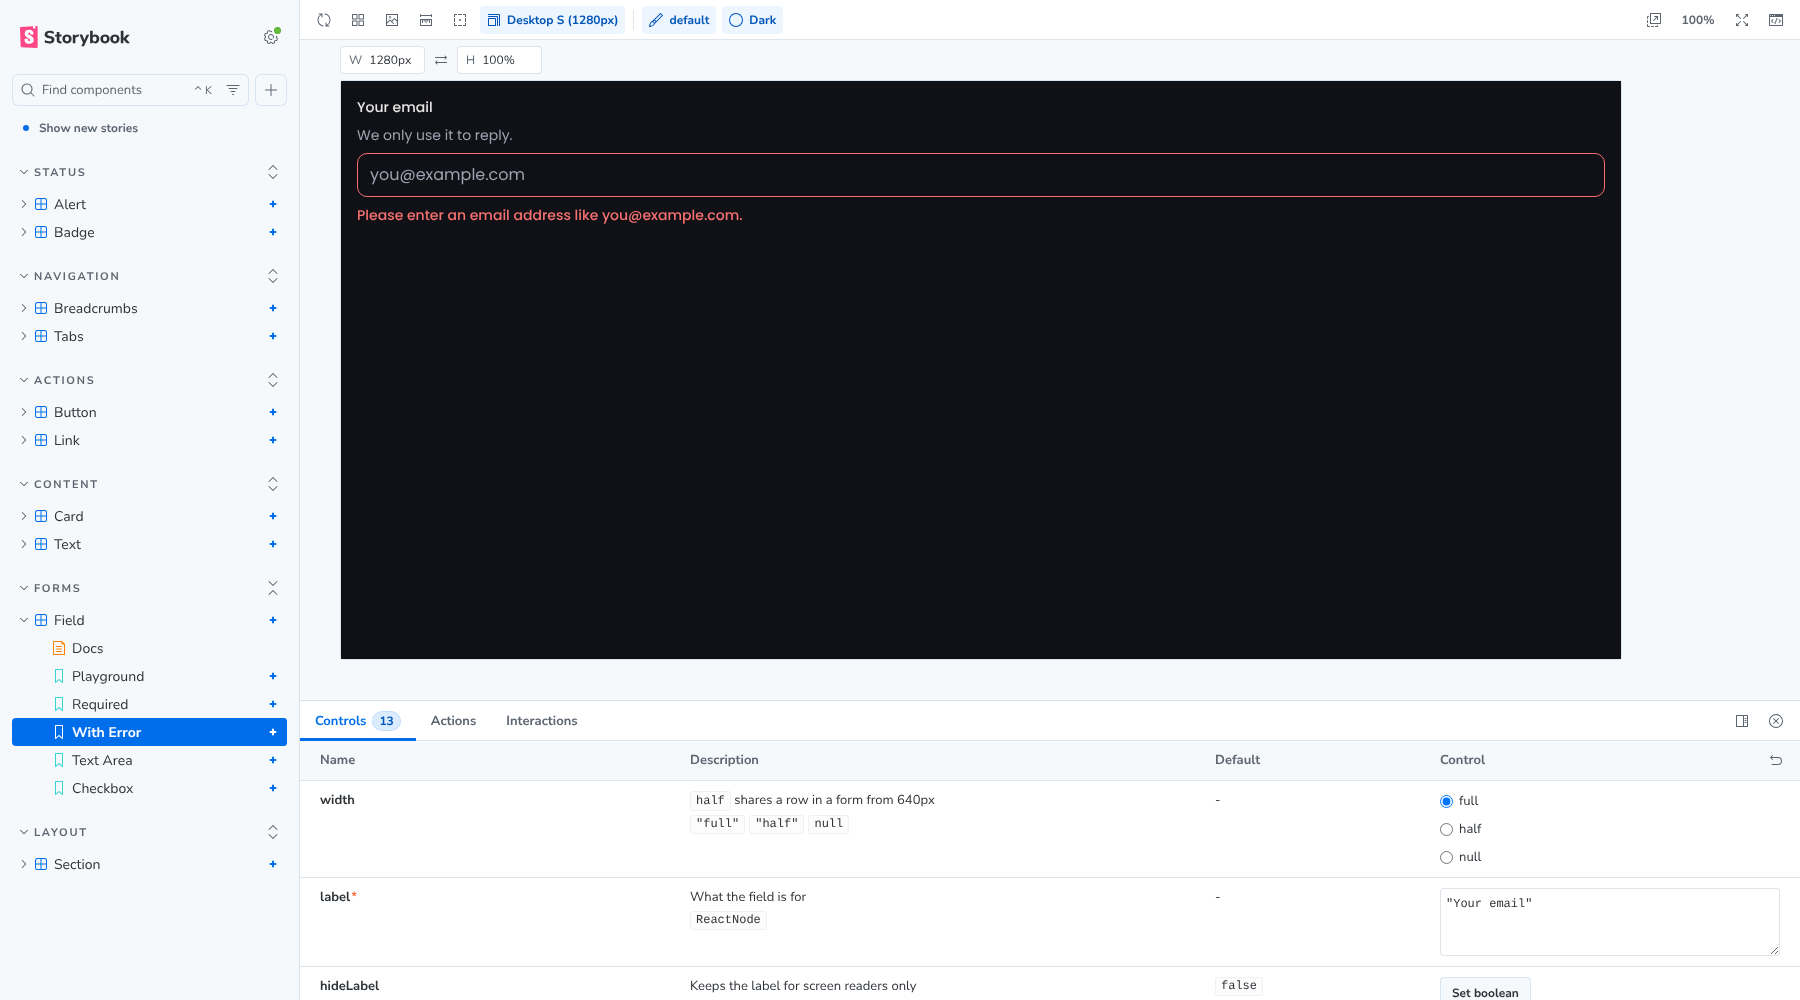 Storybook
Find components
^ K
Show new stories
STATUS
Alert
Badge
NAVIGATION
Breadcrumbs
Tabs
ACTIONS
Button
Link
CONTENT
Card
Text
FORMS
Field
Docs
Playground
Required
With Error
Text Area
Checkbox
LAYOUT
Section
Desktop S (1280px)
default
Dark
100%
W 1280px
H 100%
Your email
We only use it to reply.
you@example.com
Please enter an email address like you@example.com.
Controls 13
Actions
Interactions
Name
Description
Default
Control
width
half shares a row in a form from 640px
"full" "half" null
-
full
half
null
label*
What the field is for
ReactNode
-
"Your email"
hideLabel
Keeps the label for screen readers only
false
Set boolean